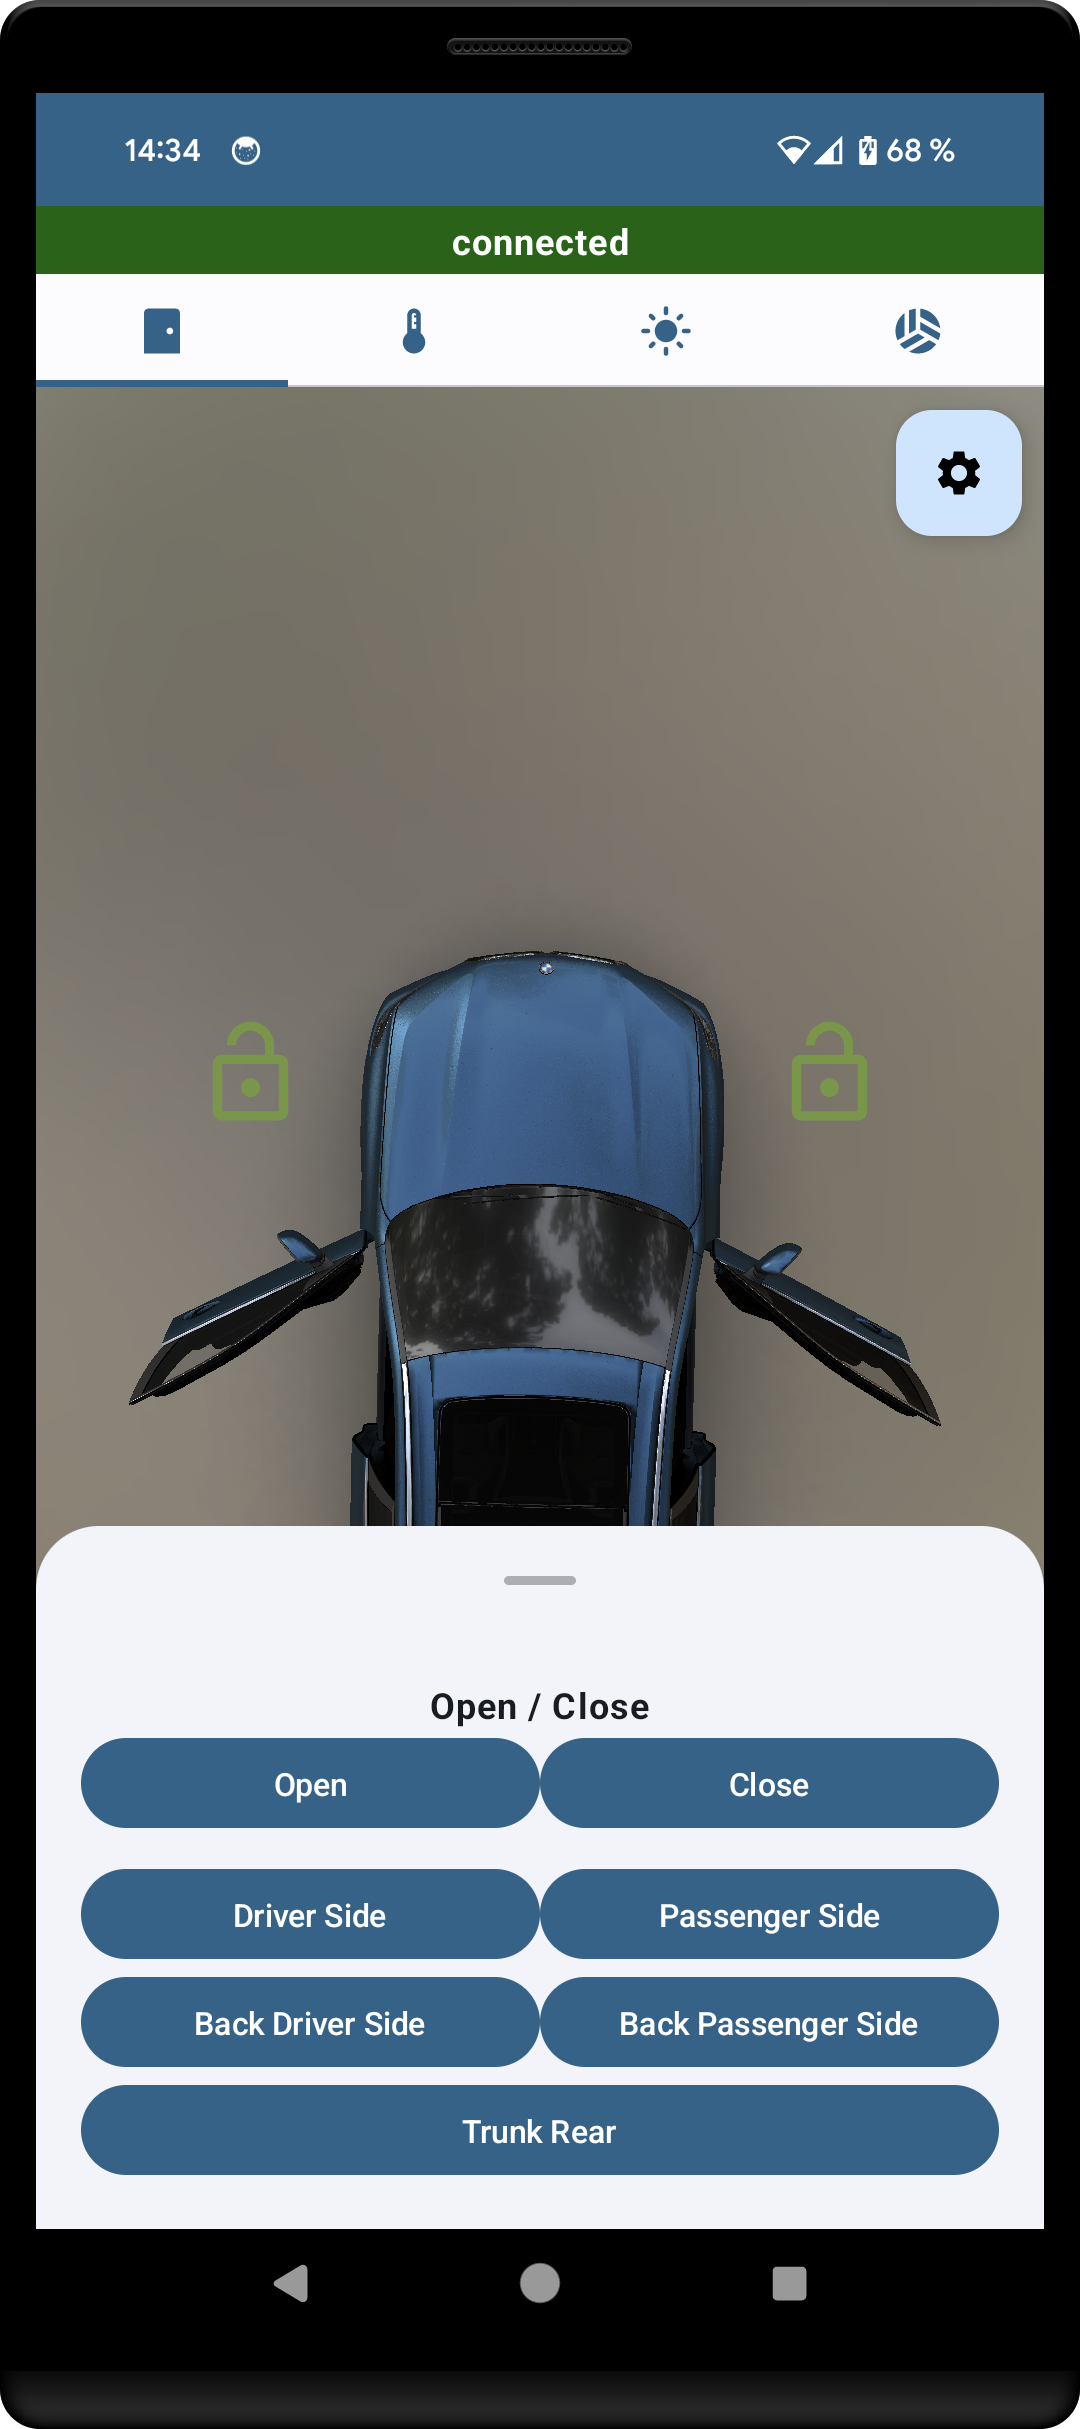 14:34 68 %
connected
Open / Close
Open Close
Driver Side Passenger Side
Back Driver Side Back Passenger Side
Trunk Rear